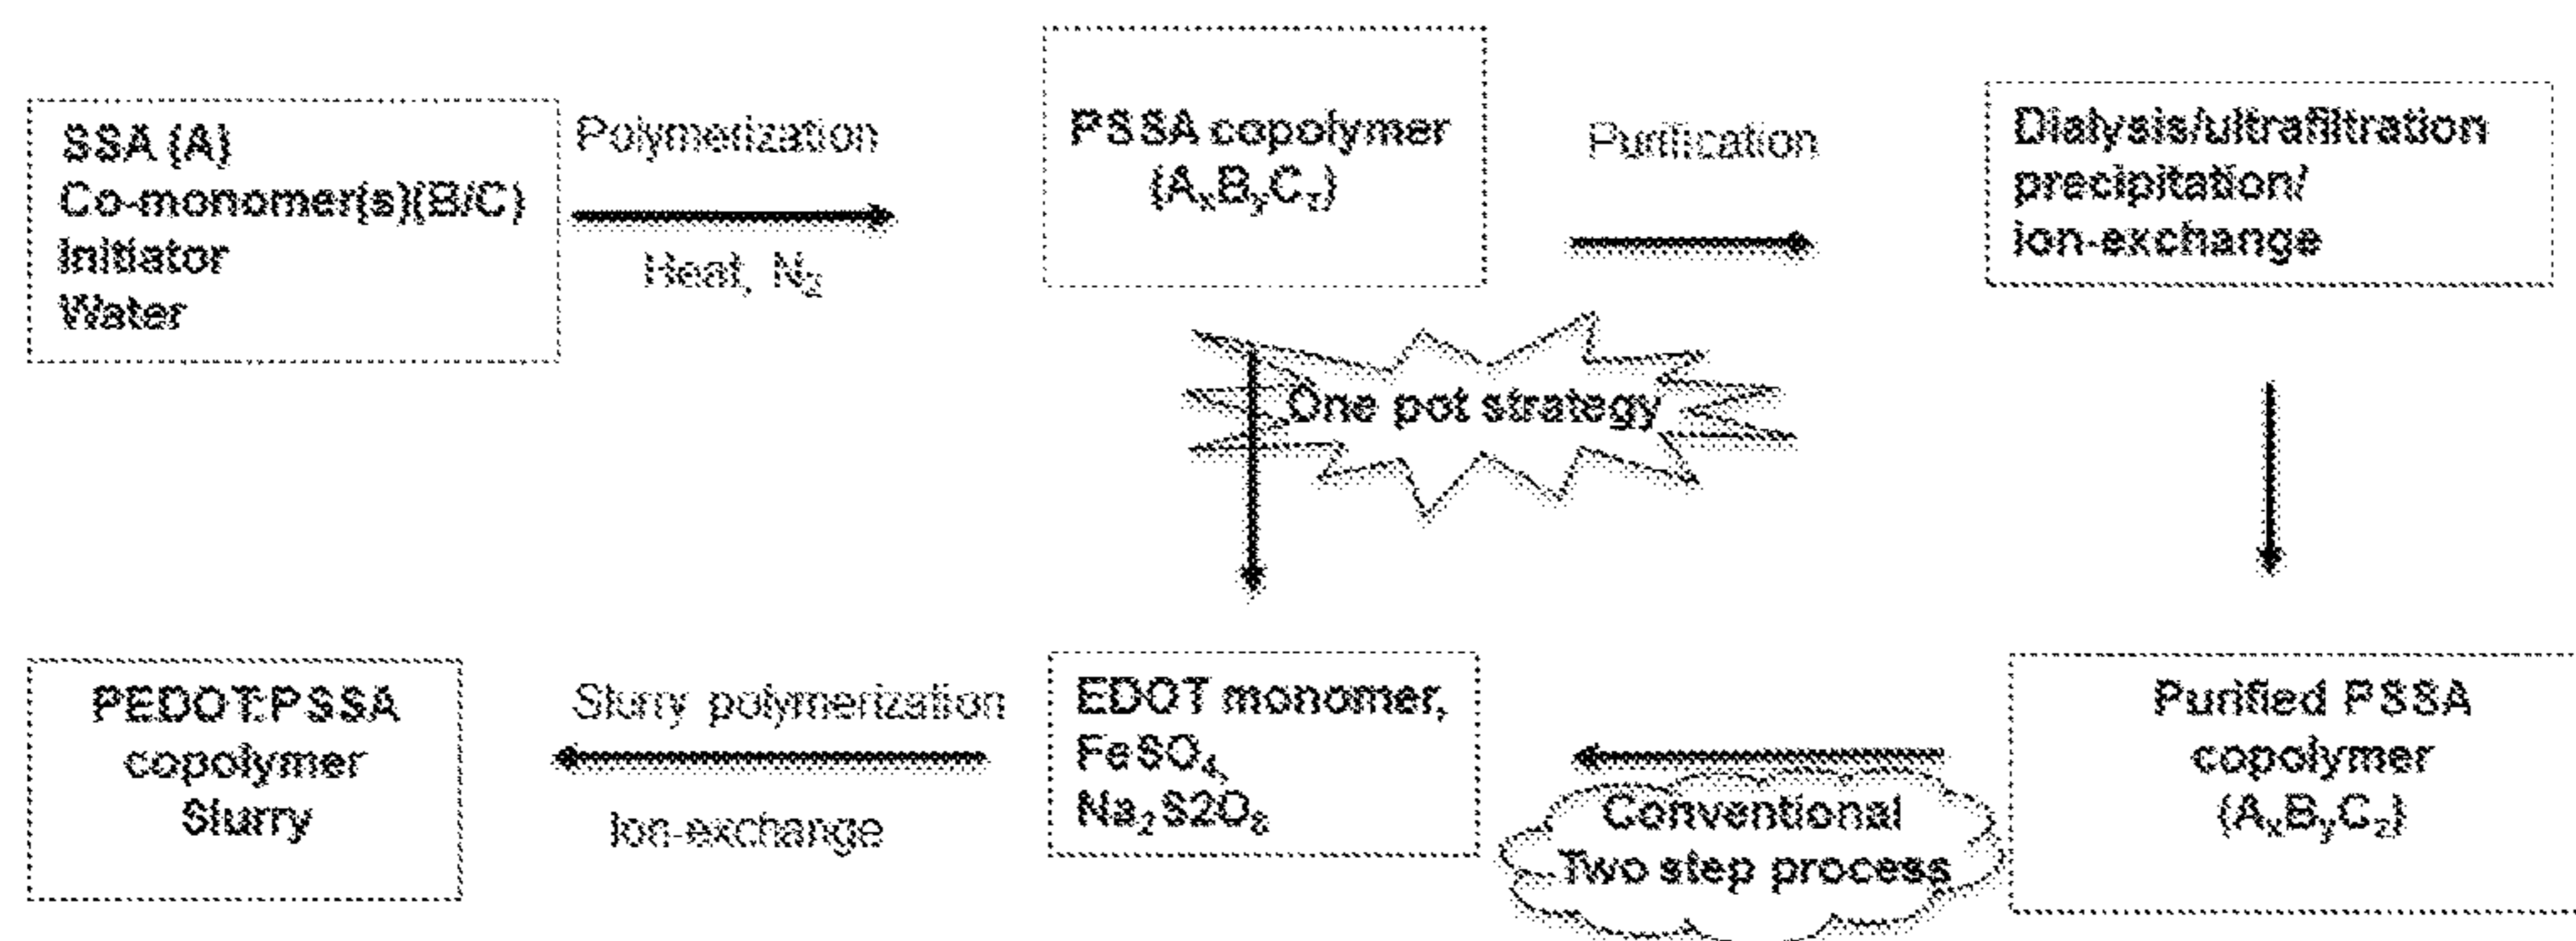 SSA (A)
Co-monomer(s)(B/C)
Initiator
Water
Polymerization
Heat, N₂
PSSA copolymer
(AₓBᵧC𝓏)
Purification
Dialysis/ultrafiltration
precipitation/
ion-exchange
One pot strategy
PEDOT:PSSA
copolymer
Slurry
Slurry polymerization
Ion-exchange
EDOT monomer,
FeSO₄,
Na₂S2O₈
Conventional
Two step process
Purified PSSA
copolymer
(AₓBᵧC𝓏)